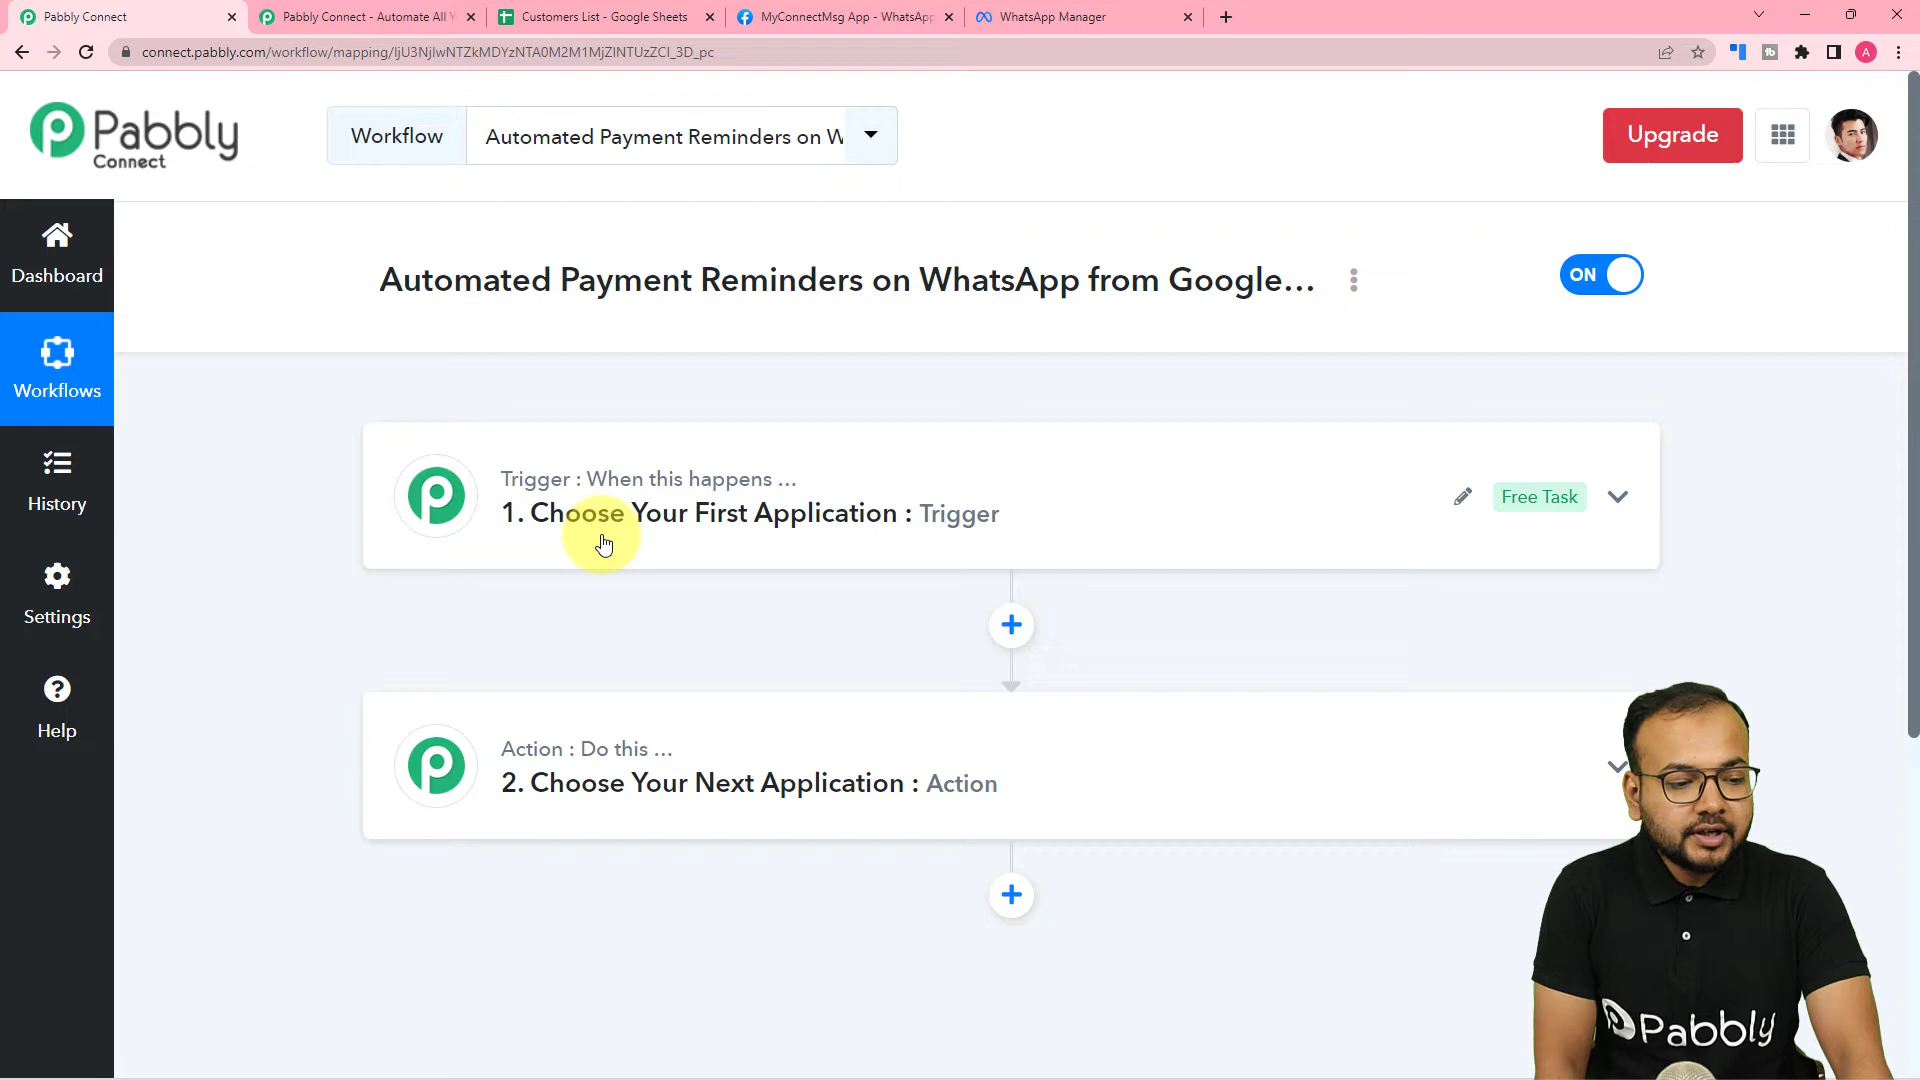 Pabbly Connect
Pabbly Connect - Automate All Y
Customers List - Google Sheets
MyConnectMsg App - WhatsApp
WhatsApp Manager
connect.pabbly.com/workflow/mapping/IjU3NjIwNTZkMDYzNTA0M2M1MjZlNTUzZCI_3D_pc
A
Pabbly
Connect
Workflow
Automated Payment Reminders on W
Upgrade
Dashboard
Workflows
History
Settings
Help
Automated Payment Reminders on WhatsApp from Google...
ON
Trigger : When this happens ...
1. Choose Your First Application : Trigger
Free Task
Action : Do this ...
2. Choose Your Next Application : Action
Pabbly